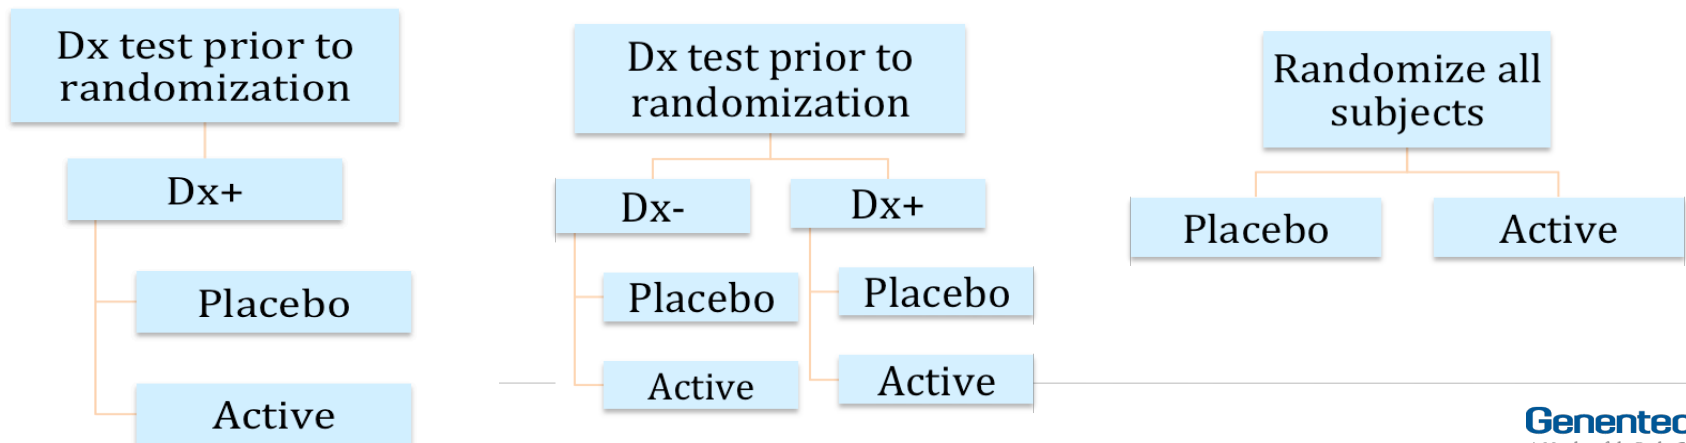 Dx test prior to
randomization
Dx+
Placebo
Active
Dx test prior to
randomization
Dx-
Dx+
Placebo
Placebo
Active
Active
Randomize all
subjects
Placebo
Active
Genentec